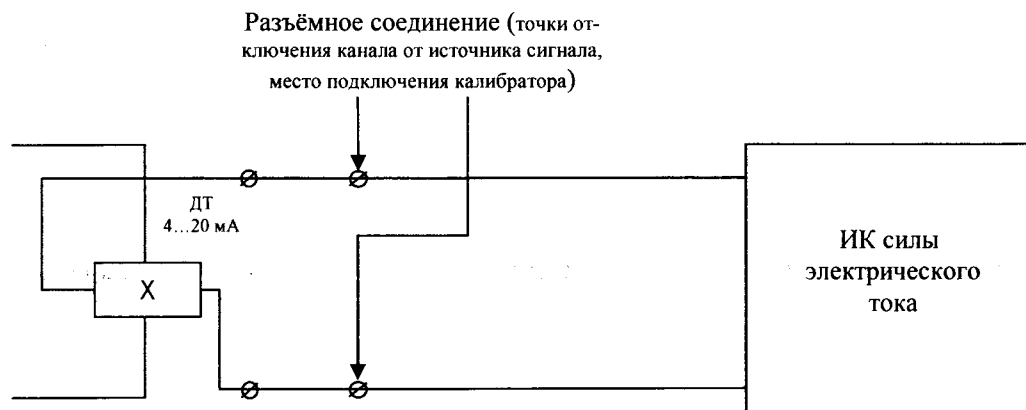 Разъёмное соединение (точки от-
ключения канала от источника сигнала,
место подключения калибратора)
ДТ
4...20 мА
X
ИК силы
электрического
тока